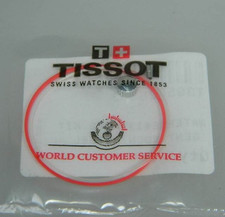 T+
TISSOT
SWISS WATCHES SINCE 1853
WORLD CUSTOMER SERVICE